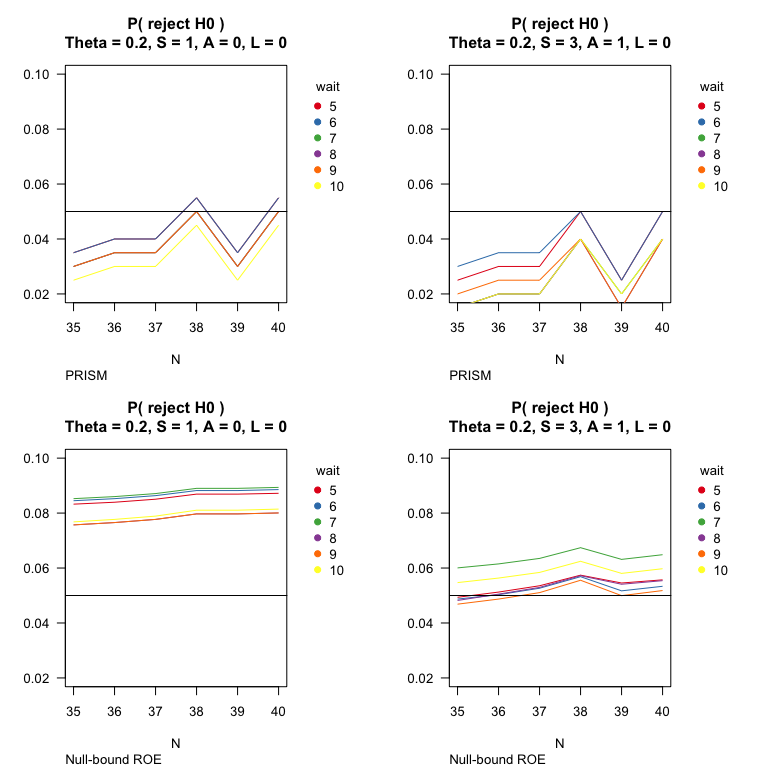 P( reject H0 )
Theta = 0.2, S = 1, A = 0, L = 0
0.10
0.08
0.06
0.04
0.02
35 36 37 38 39 40
N
PRISM
wait
5
6
7
8
9
10
P( reject H0 )
Theta = 0.2, S = 3, A = 1, L = 0
0.10
0.08
0.06
0.04
0.02
35 36 37 38 39 40
N
PRISM
wait
5
6
7
8
9
10
P( reject H0 )
Theta = 0.2, S = 1, A = 0, L = 0
0.10
0.08
0.06
0.04
0.02
35 36 37 38 39 40
N
Null-bound ROE
wait
5
6
7
8
9
10
P( reject H0 )
Theta = 0.2, S = 3, A = 1, L = 0
0.10
0.08
0.06
0.04
0.02
35 36 37 38 39 40
N
Null-bound ROE
wait
5
6
7
8
9
10